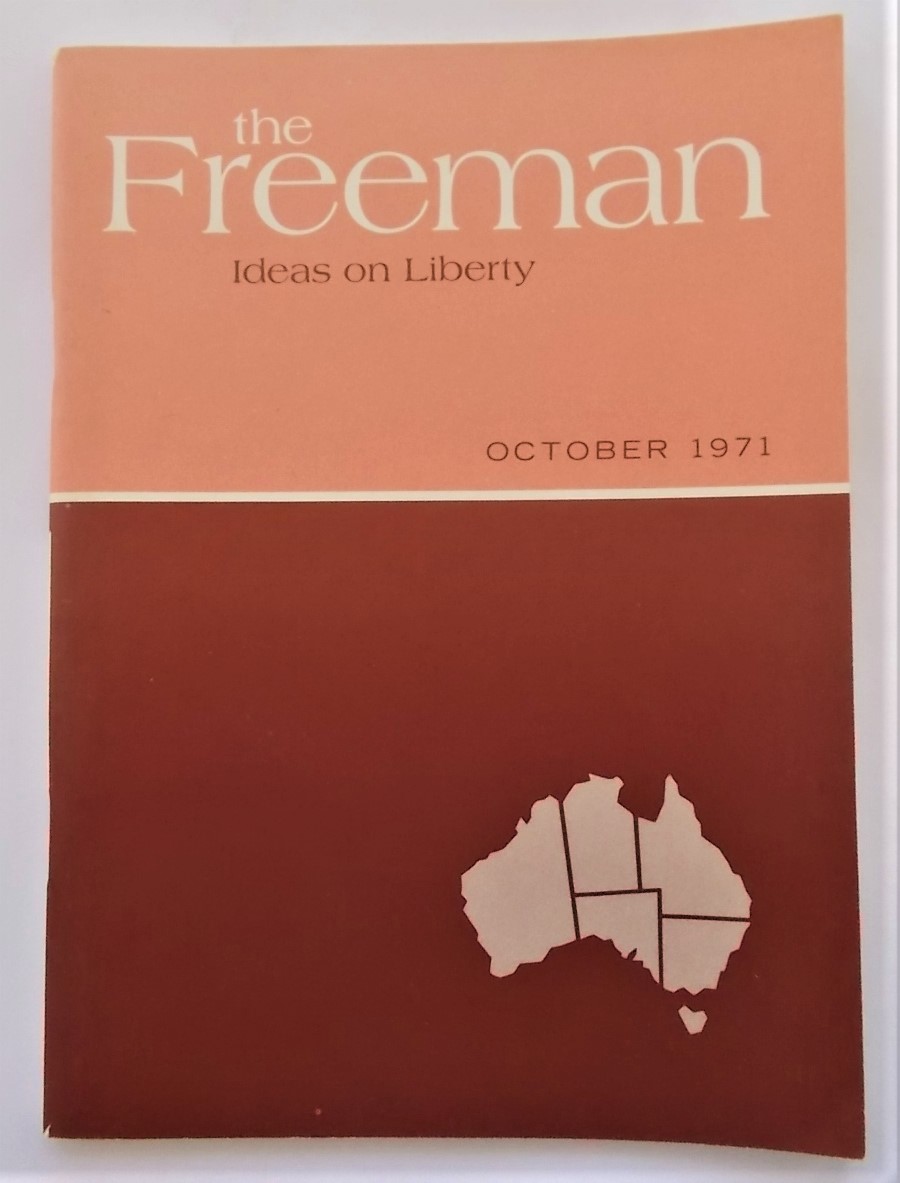 the
Freeman
Ideas on Liberty
OCTOBER 1971